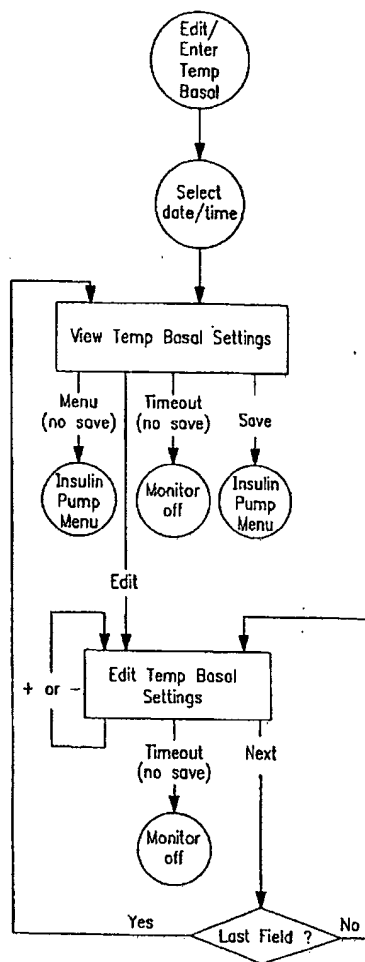 Edit/
Enter
Temp
Basal
Select
date/time
View Temp Basal Settings
Menu
(no save)
Timeout
(no save)
Save
Insulin
Pump
Menu
Monitor
off
Insulin
Pump
Menu
Edit
+ or -
Edit Temp Basal
Settings
Timeout
(no save)
Next
Monitor
off
Yes
Last Field ?
No